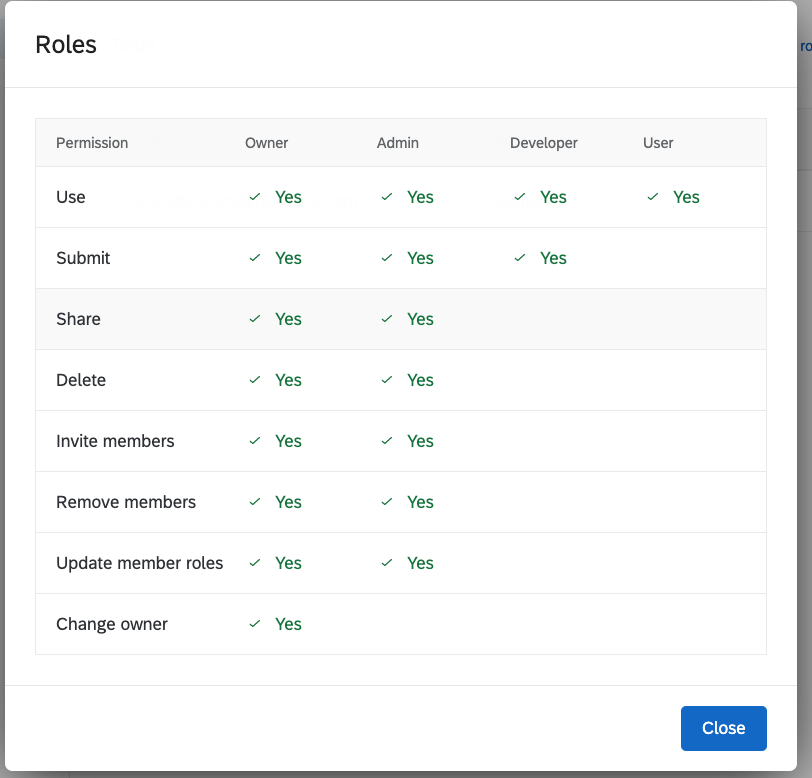 Roles
Permission Owner Admin Developer User
Use Yes Yes Yes Yes
Submit Yes Yes Yes
Share Yes Yes
Delete Yes Yes
Invite members Yes Yes
Remove members Yes Yes
Update member roles Yes Yes
Change owner Yes
Close